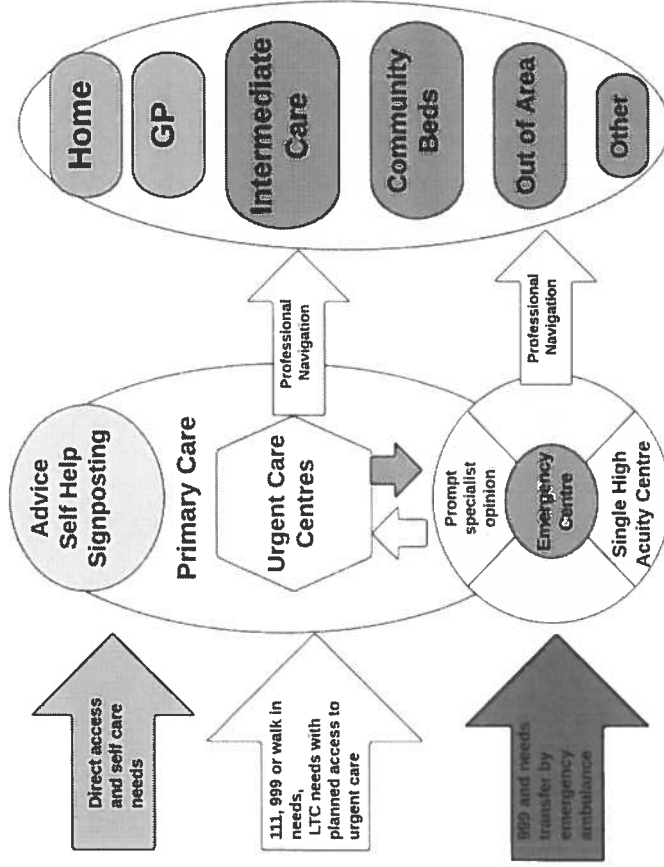 Direct access
and self care
needs
111, 999 or walk in
needs,
LTC needs with
planned access to
urgent care
999 and needs
transfer by
emergency
ambulance
Advice
Self Help
Signposting
Primary Care
Urgent Care
Centres
Prompt
specialist
opinion
Emergency
Centre
Single High
Acuity Centre
Professional
Navigation
Professional
Navigation
Home
GP
Intermediate
Care
Community
Beds
Out of Area
Other